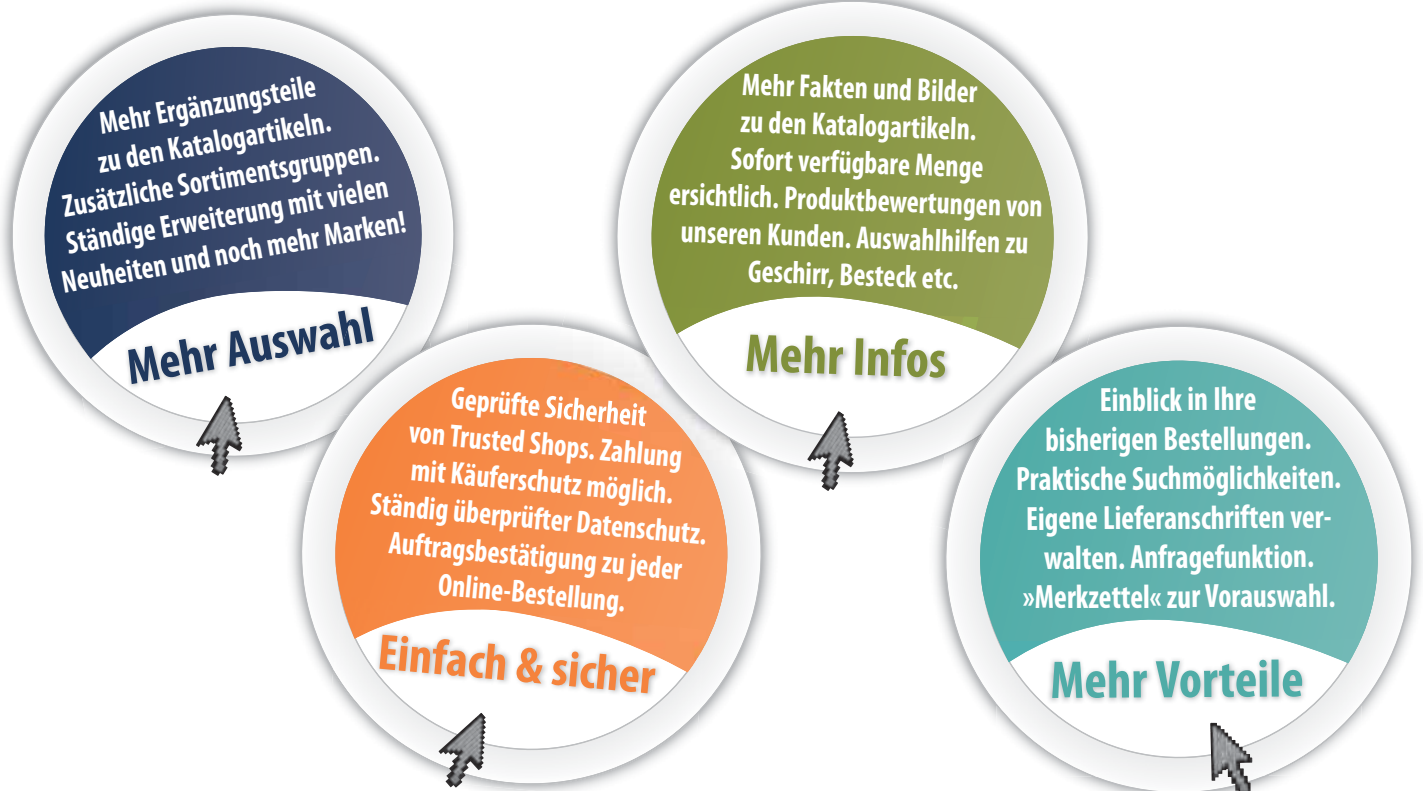 Mehr Ergänzungsteile
zu den Katalogartikeln.
Zusätzliche Sortimentsgruppen.
Ständige Erweiterung mit vielen
Neuheiten und noch mehr Marken!
Mehr Auswahl
Geprüfte Sicherheit
von Trusted Shops. Zahlung
mit Käuferschutz möglich.
Ständig überprüfter Datenschutz.
Auftragsbestätigung zu jeder
Online-Bestellung.
Einfach & sicher
Mehr Fakten und Bilder
zu den Katalogartikeln.
Sofort verfügbare Menge
ersichtlich. Produktbewertungen von
unseren Kunden. Auswahlhilfen zu
Geschirr, Besteck etc.
Mehr Infos
Einblick in Ihre
bisherigen Bestellungen.
Praktische Suchmöglichkeiten.
Eigene Lieferanschriften ver-
walten. Anfragefunktion.
»Merkzettel« zur Vorauswahl.
Mehr Vorteile